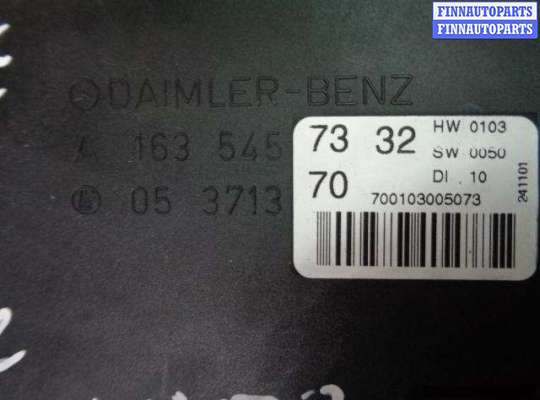 FINNAUTOPARTS
FINNAUTOPARTS
DAIMLER-BENZ
A 163 545 73 32 HW 0103
SW 0050
05 3713 70 DI . 10
700103005073
241101